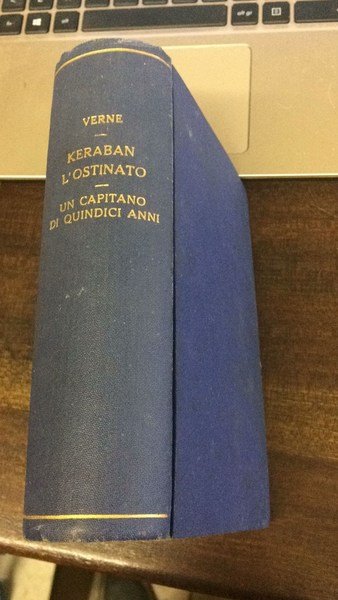 VERNE
KERABAN
L'OSTINATO
UN CAPITANO
DI QUINDICI ANNI